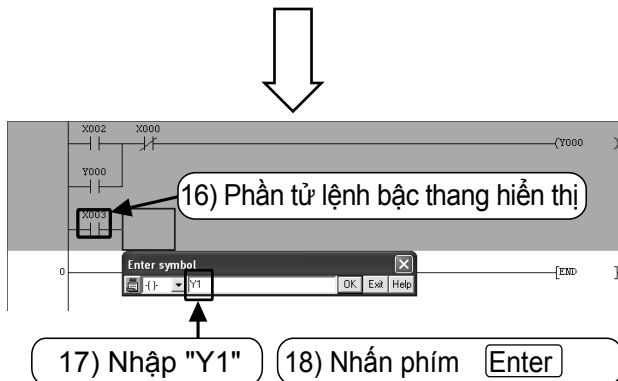 X002 X000
(Y000 )
Y000
16) Phần tử lệnh bậc thang hiển thị
X003
Enter symbol
0 [END ]
-( )- Y1 OK Exit Help
17) Nhập "Y1" 18) Nhấn phím Enter